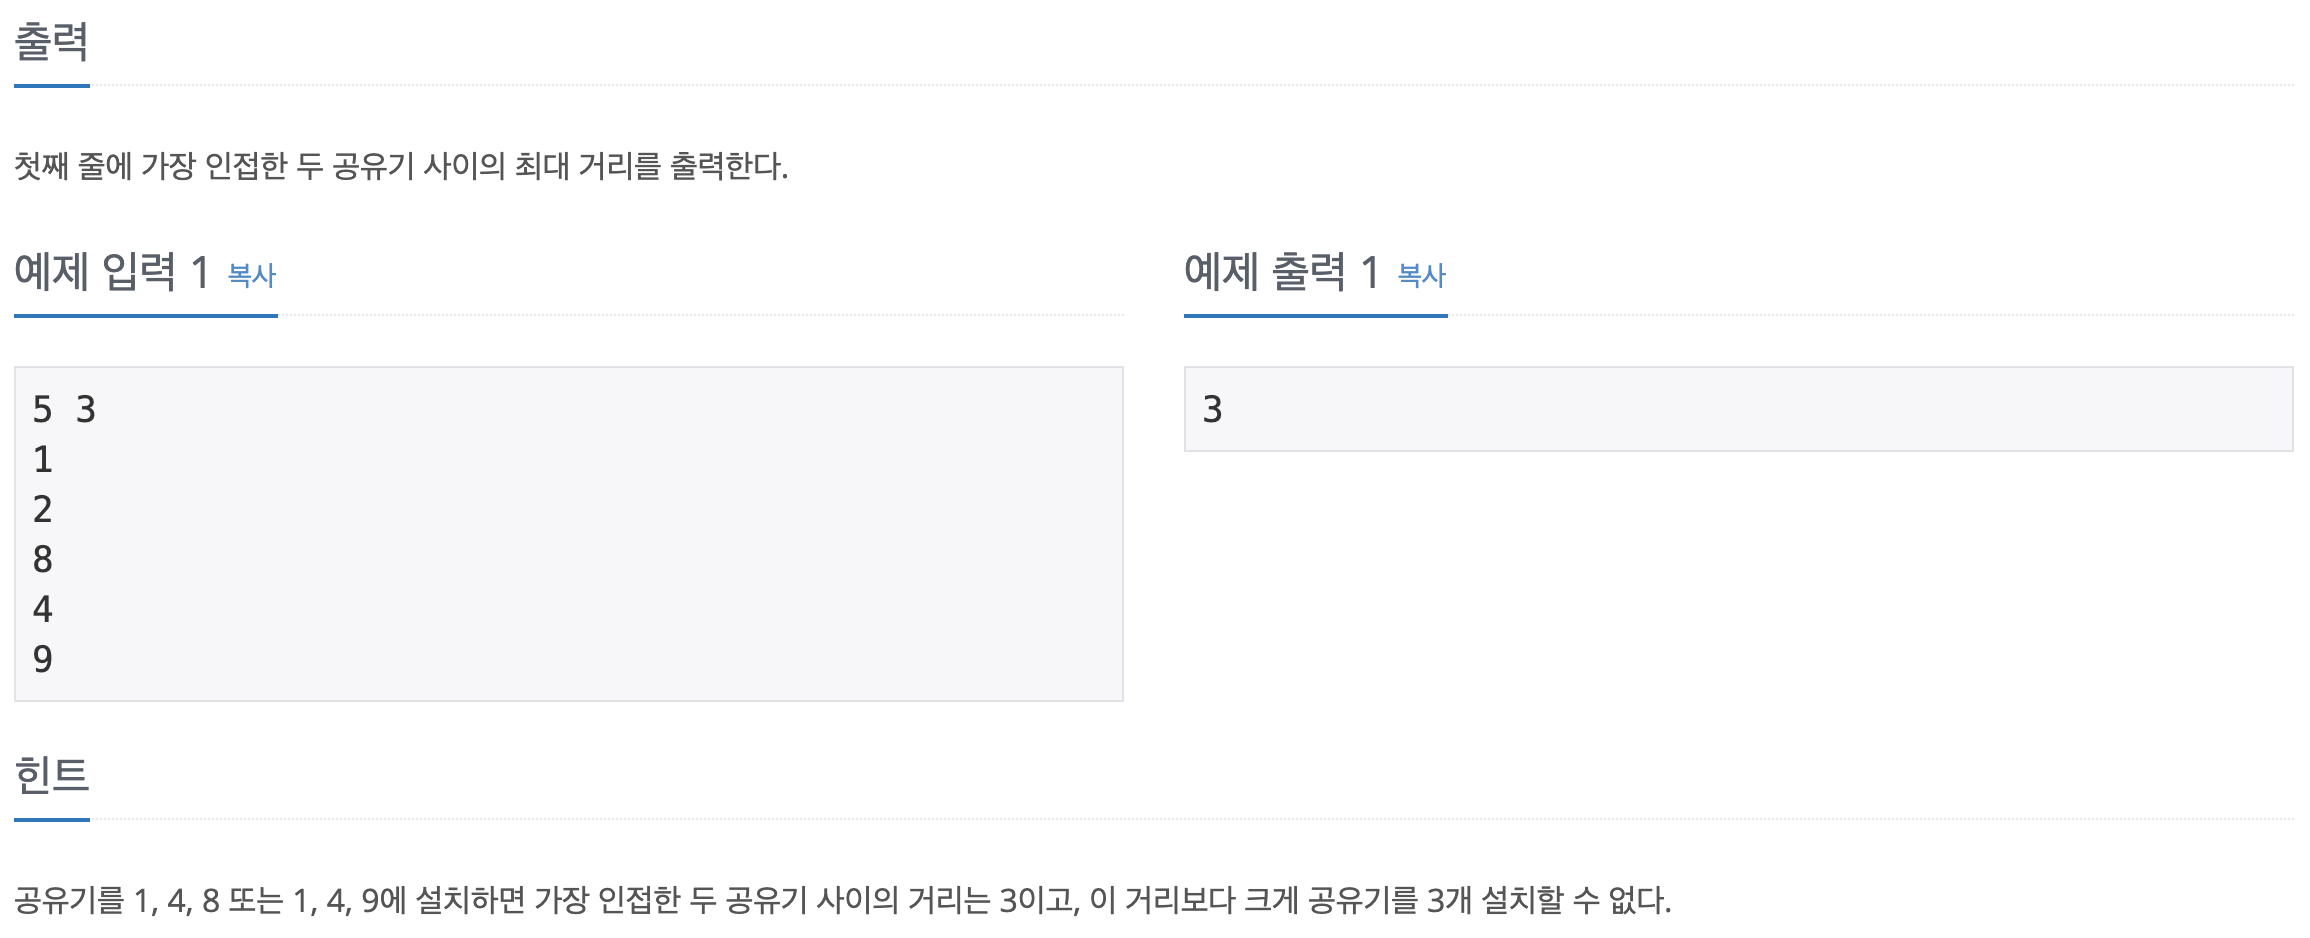 출력
첫째 줄에 가장 인접한 두 공유기 사이의 최대 거리를 출력한다.
예제 입력 1 복사
5 3
1
2
8
4
9
예제 출력 1 복사
3
힌트
공유기를 1, 4, 8 또는 1, 4, 9에 설치하면 가장 인접한 두 공유기 사이의 거리는 3이고, 이 거리보다 크게 공유기를 3개 설치할 수 없다.